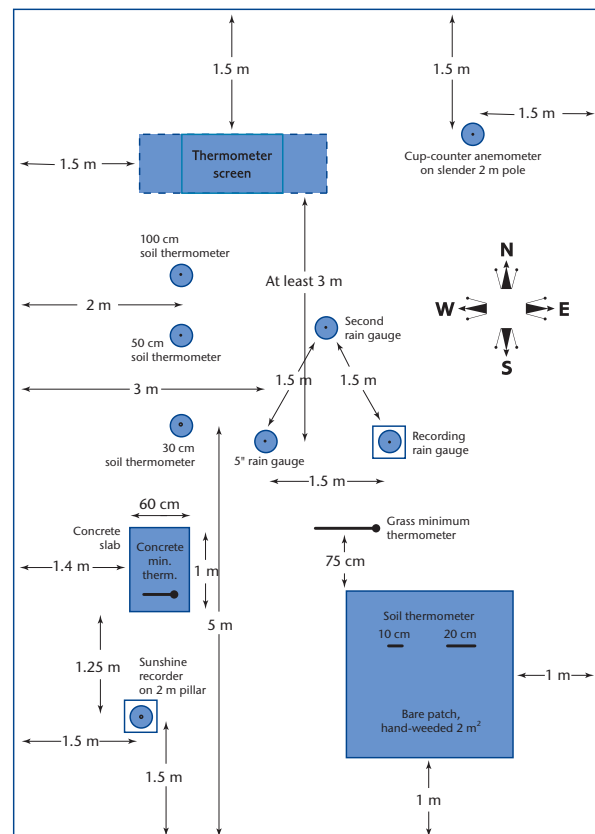 1.5 m
1.5 m
1.5 m
Thermometer
screen
Cup-counter anemometer
on slender 2 m pole
1.5 m
100 cm
soil thermometer
At least 3 m
N
W E
S
2 m
Second
rain gauge
50 cm
soil thermometer
1.5 m
1.5 m
3 m
30 cm
soil thermometer
5" rain gauge
Recording
rain gauge
1.5 m
60 cm
Concrete
slab
Concrete
min.
therm.
1 m
Grass minimum
thermometer
75 cm
1.4 m
5 m
Soil thermometer
10 cm 20 cm
1.25 m
Sunshine
recorder
on 2 m pillar
1 m
Bare patch,
hand-weeded 2 m²
1.5 m
1.5 m
1 m